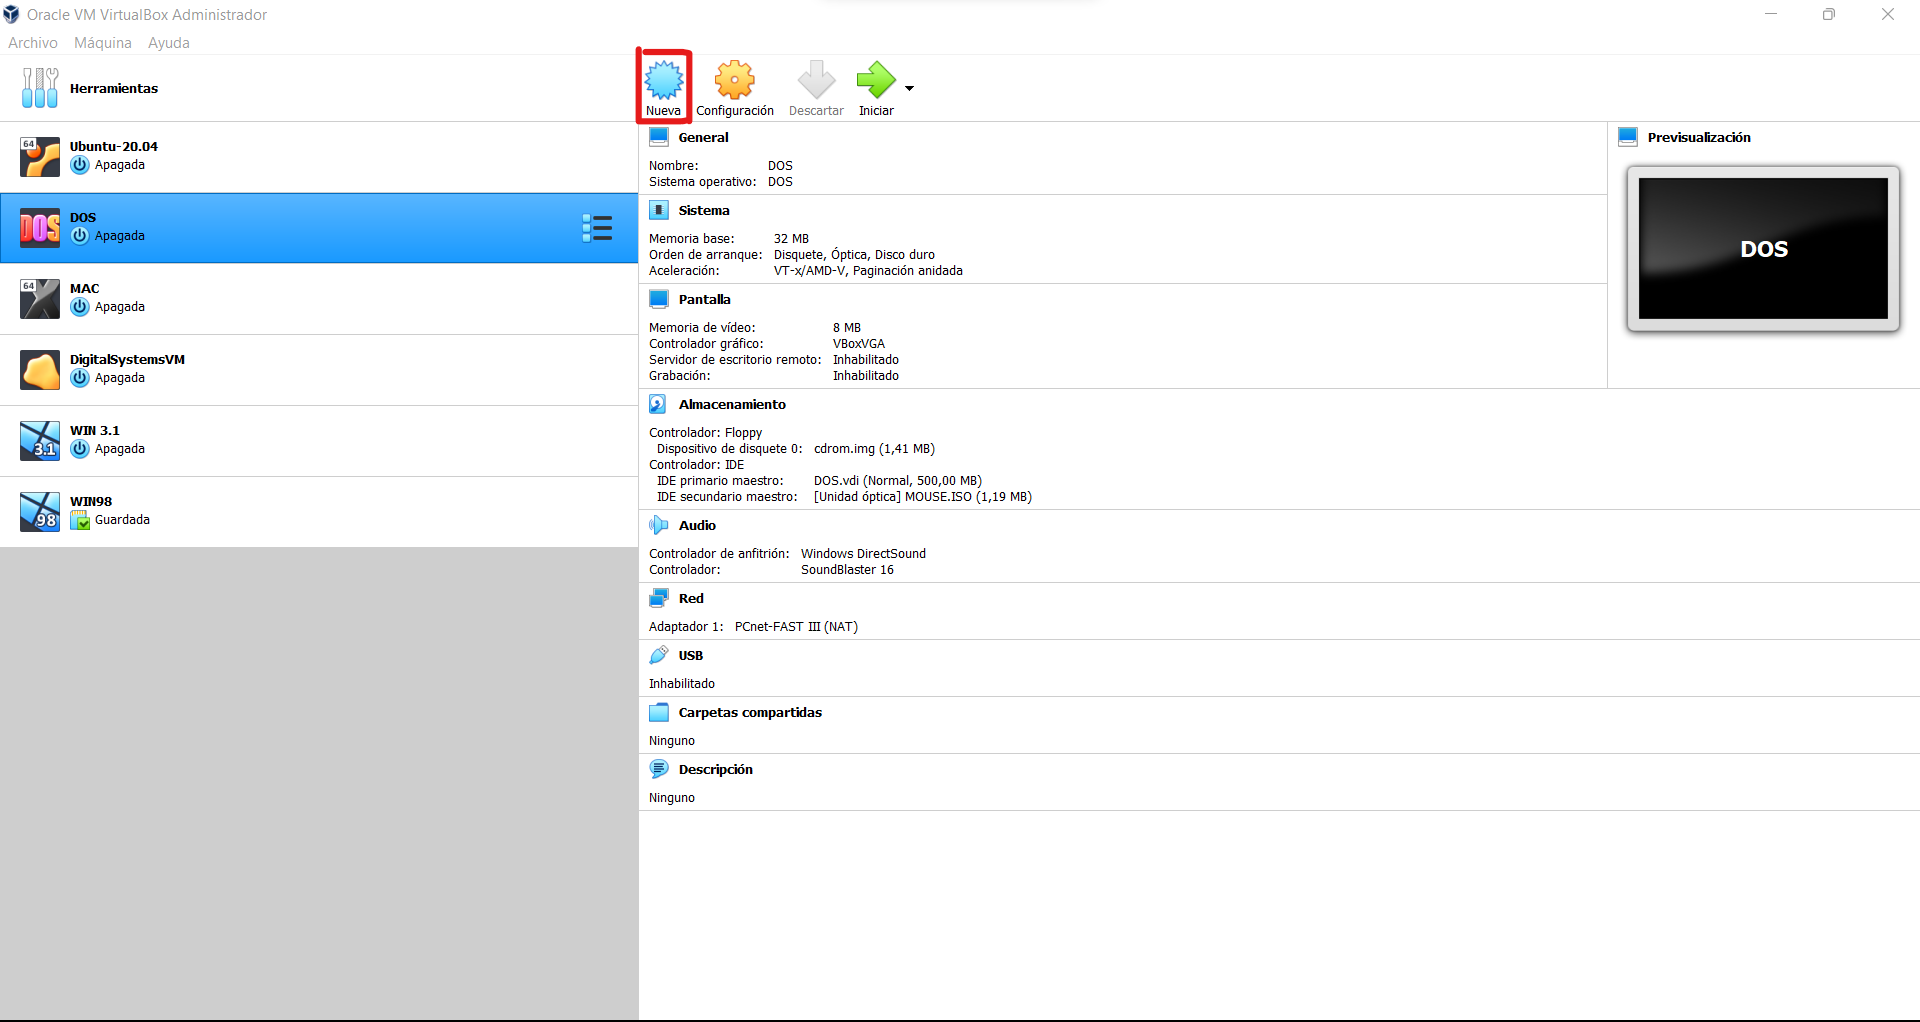 Oracle VM VirtualBox Administrador
Archivo Máquina Ayuda
Herramientas
Nueva Configuración Descartar Iniciar
64
Ubuntu-20.04
Apagada
DOS
DOS
Apagada
64
MAC
Apagada
DigitalSystemsVM
Apagada
3.1
WIN 3.1
Apagada
98
WIN98
Guardada
General
Nombre: DOS
Sistema operativo: DOS
Sistema
Memoria base: 32 MB
Orden de arranque: Disquete, Óptica, Disco duro
Aceleración: VT-x/AMD-V, Paginación anidada
Pantalla
Memoria de vídeo: 8 MB
Controlador gráfico: VBoxVGA
Servidor de escritorio remoto: Inhabilitado
Grabación: Inhabilitado
Almacenamiento
Controlador: Floppy
Dispositivo de disquete 0: cdrom.img (1,41 MB)
Controlador: IDE
IDE primario maestro: DOS.vdi (Normal, 500,00 MB)
IDE secundario maestro: [Unidad óptica] MOUSE.ISO (1,19 MB)
Audio
Controlador de anfitrión: Windows DirectSound
Controlador: SoundBlaster 16
Red
Adaptador 1: PCnet-FAST III (NAT)
USB
Inhabilitado
Carpetas compartidas
Ninguno
Descripción
Ninguno
Previsualización
DOS